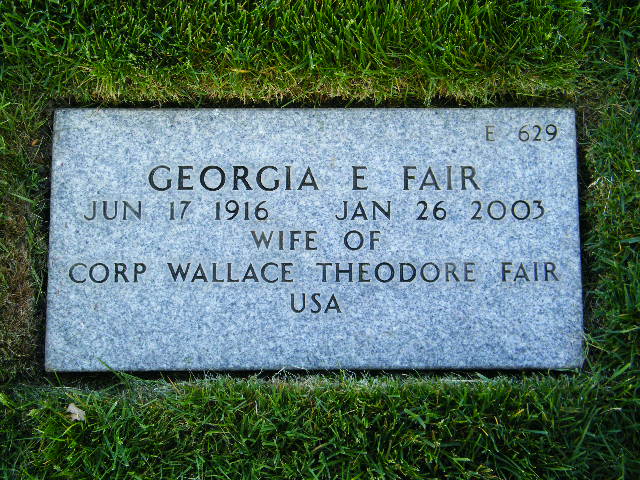 E 629
GEORGIA E FAIR
JUN 17 1916 JAN 26 2003
WIFE OF
CORP WALLACE THEODORE FAIR
USA